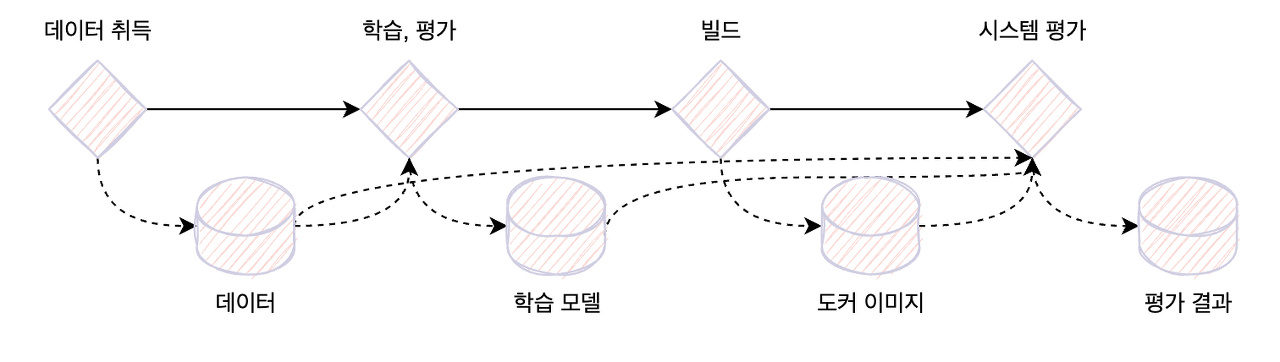 데이터 취득
학습, 평가
빌드
시스템 평가
데이터
학습 모델
도커 이미지
평가 결과